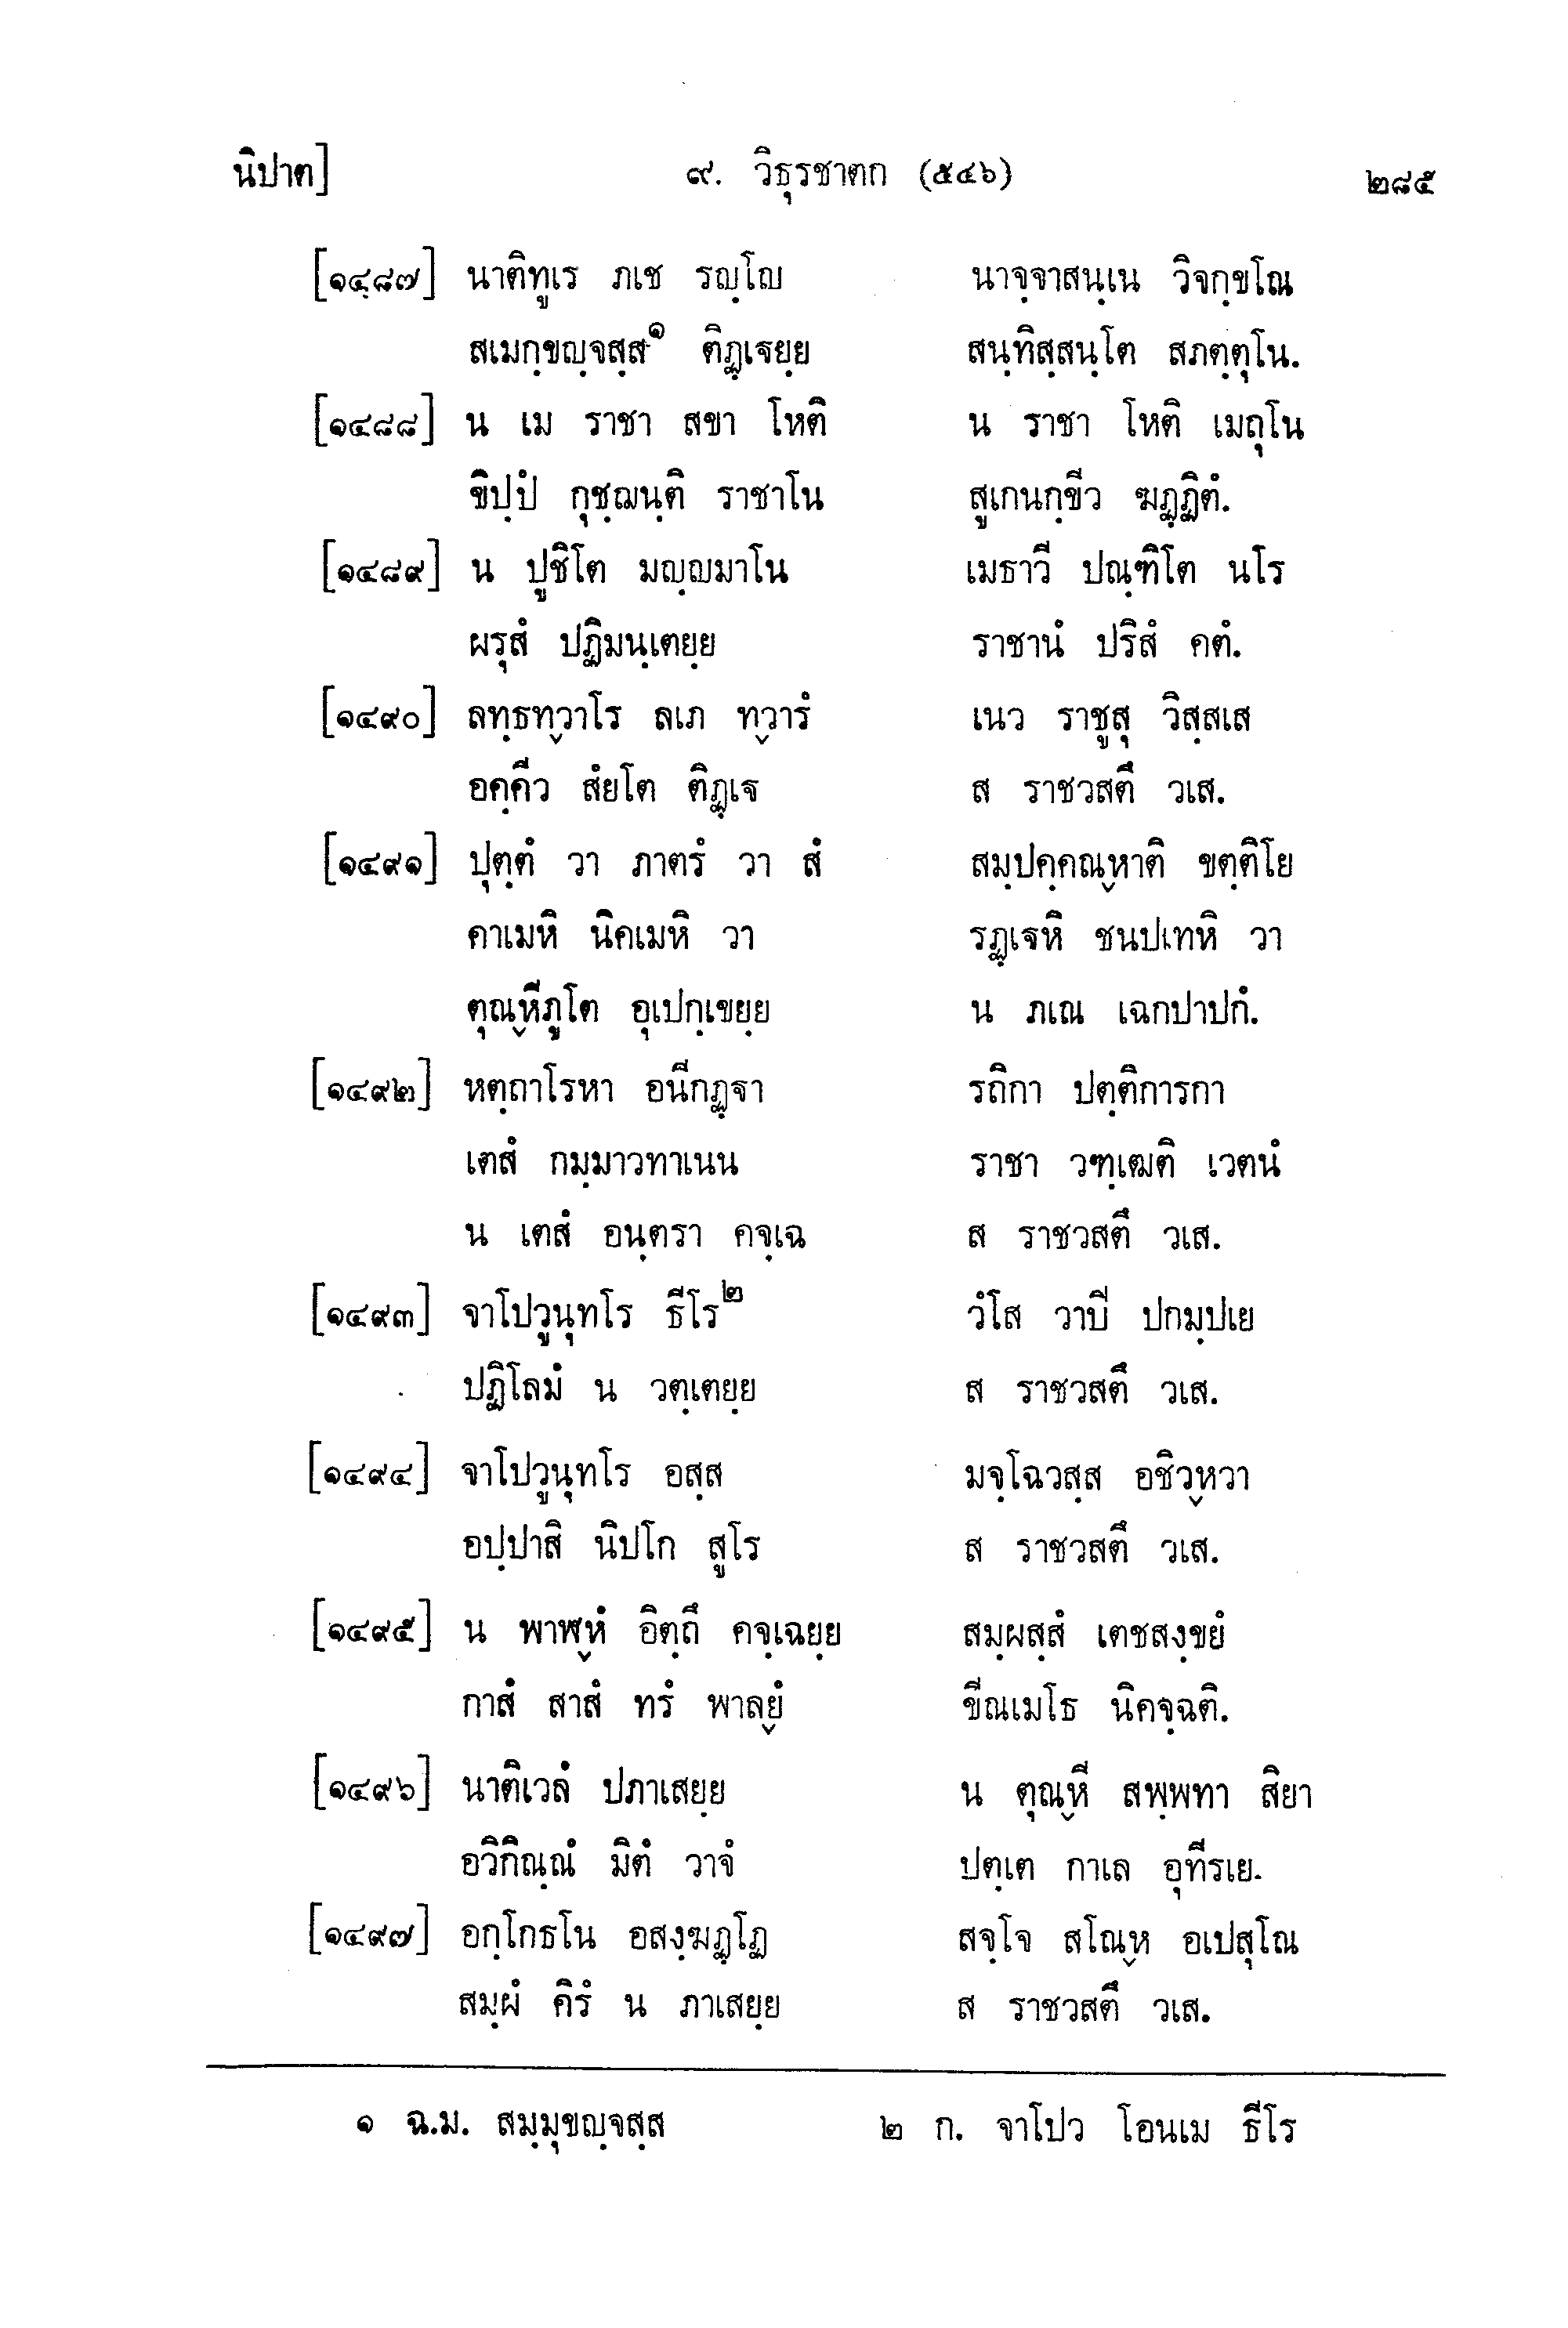 นิปาต] ๙. วิธุรชาตก (๕๔๖) ๒๘๕
[๑๔๘๗] นาติทูเร ภเช รญฺโญ นาจฺจาสนฺเน วิจกฺขโณ
สเมกฺขญฺจสฺส๑ ติฏฺเฐยฺย สนฺทิสฺสนฺโต สภตฺตุโน.
[๑๔๘๘] น เม ราชา สขา โหติ น ราชา โหติ เมถุโน
ขิปฺปํ กุชฺฌนฺติ ราชาโน สูเกนกฺขีว ฆฏฺฏิตํ.
[๑๔๘๙] น ปูชิโต มญฺญมาโน เมธาวี ปณฺฑิโต นโร
ผรุสํ ปฏิมนฺเตยฺย ราชานํ ปริสํ คตํ.
[๑๔๙๐] ลทฺธทฺวาโร ลเภ ทฺวารํ เนว ราชูสุ วิสฺสเส
อคฺคีว สํยโต ติฏฺเฐ ส ราชวสตึ วเส.
[๑๔๙๑] ปุตฺตํ วา ภาตรํ วา สํ สมฺปคฺคณฺหาติ ขตฺติโย
คาเมหิ นิคเมหิ วา รฏฺเฐหิ ชนปเทหิ วา
ตุณฺหีภูโต อุเปกฺเขยฺย น ภเณ เฉกปาปกํ.
[๑๔๙๒] หตฺถาโรหา อนีกฏฺฐา รถิกา ปตฺติการกา
เตสํ กมฺมาวทาเนน ราชา วฑฺเฒติ เวตนํ
น เตสํ อนฺตรา คจฺเฉ ส ราชวสตึ วเส.
[๑๔๙๓] จาโปวูนุทโร ธีโร๒ วํโส วาปี ปกมฺปเย
ปฏิโลมํ น วตฺเตยฺย ส ราชวสตึ วเส.
[๑๔๙๔] จาโปวูนุทโร อสฺส มจฺโฉวสฺส อชิวฺหวา
อปฺปาสิ นิปโก สูโร ส ราชวสตึ วเส.
[๑๔๙๕] น พาฬฺหํ อิตฺถึ คจฺเฉยฺย สมฺผสฺสํ เตชสงฺขยํ
กาสํ สาสํ ทรํ พาลฺยํ ขีณเมโธ นิคจฺฉติ.
[๑๔๙๖] นาติเวลํ ปภาเสยฺย น ตุณฺหี สพฺพทา สิยา
อวิกิณฺณํ มิตํ วาจํ ปตฺเต กาเล อุทีรเย.
[๑๔๙๗] อกฺโกธโน อสงฺฆฏฺโฏ สจฺโจ สโณฺห อเปสุโณ
สมฺผํ คิรํ น ภาเสยฺย ส ราชวสตึ วเส.
๑ ฉ.ม. สมฺมุขญฺจสฺส ๒ ก. จาโปว โอนเม ธีโร